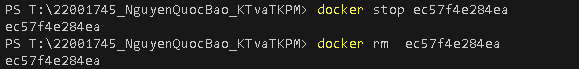 PS T:\22001745_NguyenQuocBao_KTvaTKPM> docker stop ec57f4e284ea
ec57f4e284ea
PS T:\22001745_NguyenQuocBao_KTvaTKPM> docker rm  ec57f4e284ea
ec57f4e284ea